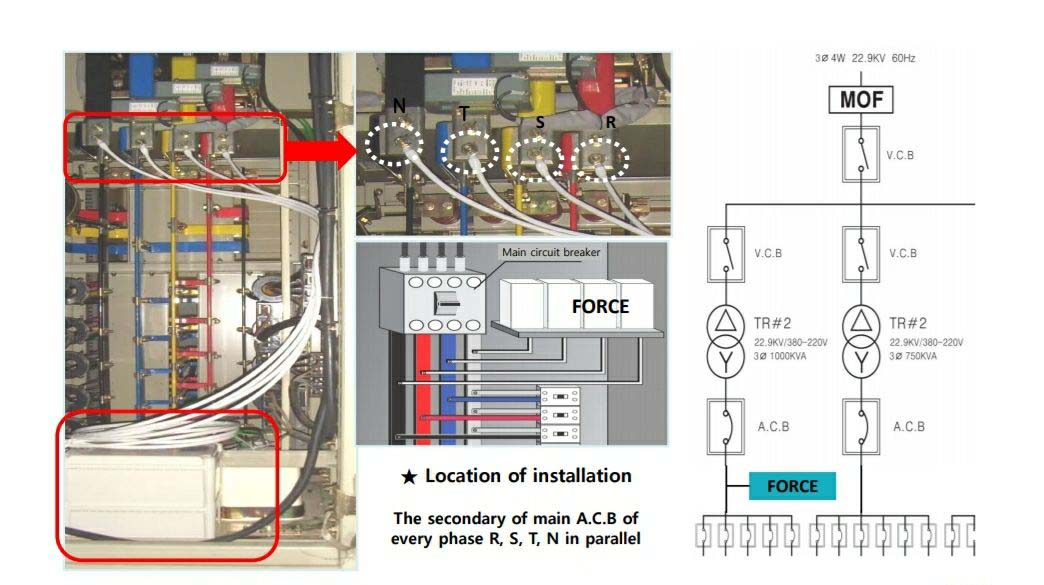 N
T
S
R
Main circuit breaker
FORCE
★ Location of installation
The secondary of main A.C.B of
every phase R, S, T, N in parallel
3Ø 4W 22.9KV 60Hz
MOF
V.C.B
V.C.B
V.C.B
TR#2
22.9KV/380-220V
3Ø 1000KVA
TR#2
22.9KV/380-220V
3Ø 750KVA
Y
Y
A.C.B
A.C.B
FORCE